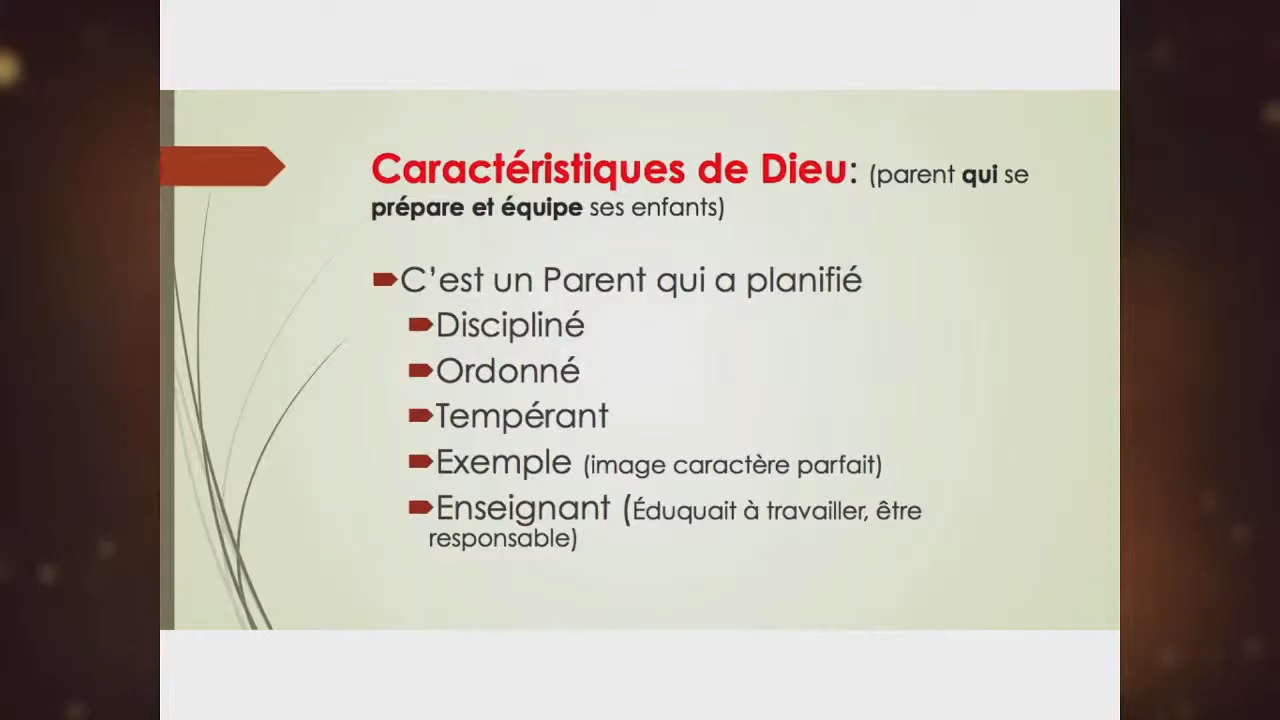 Caractéristiques de Dieu: (parent qui se
prépare et équipe ses enfants)
C’est un Parent qui a planifié
Discipliné
Ordonné
Tempérant
Exemple (image caractère parfait)
Enseignant (Éduquait à travailler, être
responsable)